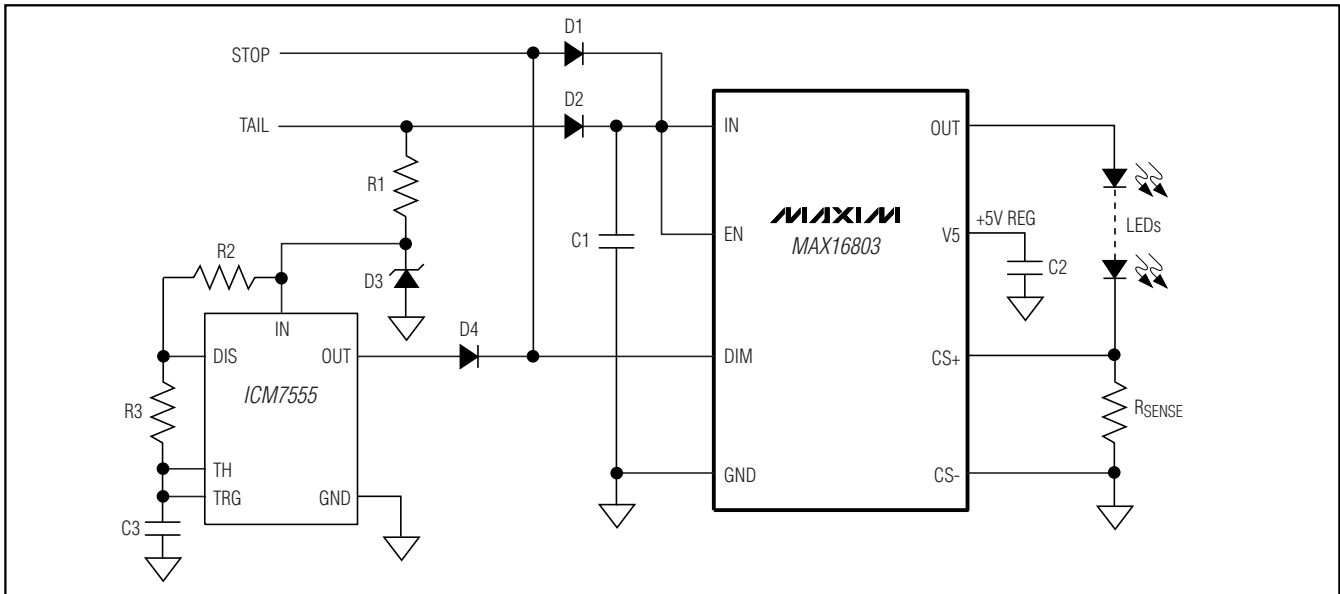 D1
STOP
D2
TAIL
IN
OUT
R1
MAXIM
MAX16803
+5V REG
V5
LEDs
C1
EN
C2
R2
D3
IN
D4
DIS
OUT
DIM
CS+
ICM7555
R3
RSENSE
TH
GND
CS-
TRG
GND
C3